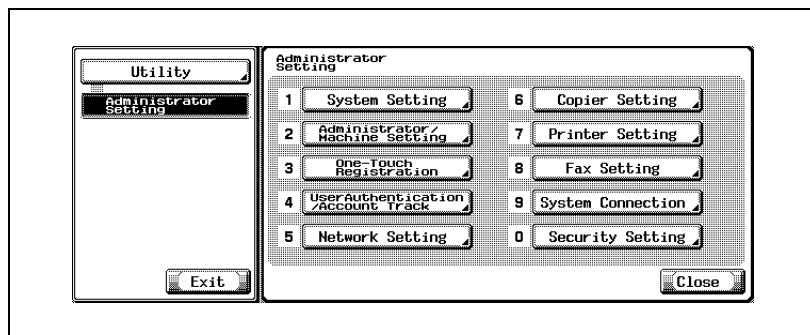 Utility
Administrator
Setting
Exit
Administrator
Setting
1 System Setting
2 Administrator/
Machine Setting
3 One-Touch
Registration
4 UserAuthentication
/Account Track
5 Network Setting
6 Copier Setting
7 Printer Setting
8 Fax Setting
9 System Connection
0 Security Setting
Close